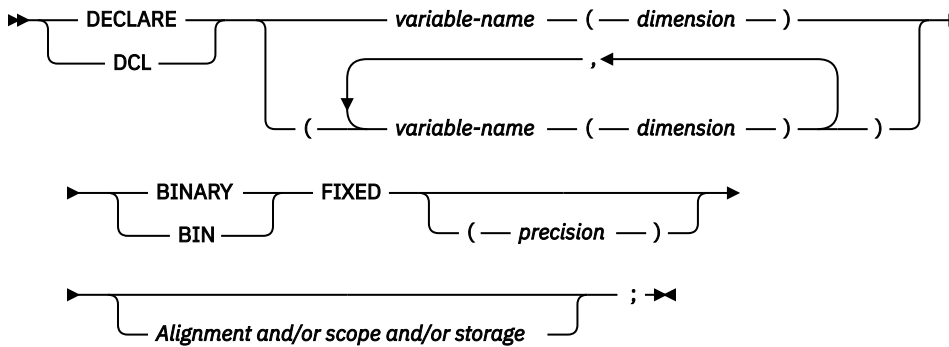 DECLARE variable-name ( dimension )
DCL
,
( variable-name ( dimension ) )
BINARY FIXED
BIN
( precision )
;
Alignment and/or scope and/or storage